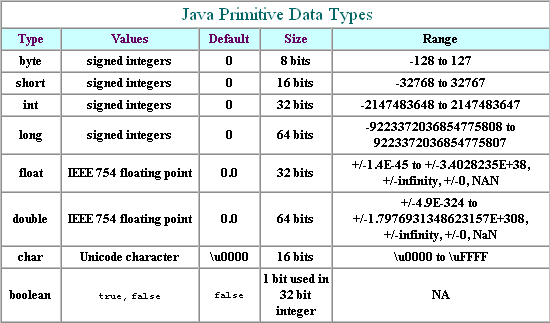 Java Primitive Data Types
Type Values Default Size Range
byte signed integers 0 8 bits -128 to 127
short signed integers 0 16 bits -32768 to 32767
int signed integers 0 32 bits -2147483648 to 2147483647
long signed integers 0 64 bits -9223372036854775808 to
9223372036854775807
float IEEE 754 floating point 0.0 32 bits +/-1.4E-45 to +/-3.4028235E+38,
+/-infinity, +/-0, NAN
double IEEE 754 floating point 0.0 64 bits +/-4.9E-324 to
+/-1.7976931348623157E+308,
+/-infinity, +/-0, NaN
char Unicode character \u0000 16 bits \u0000 to \uFFFF
boolean true, false false 1 bit used in
32 bit
integer NA